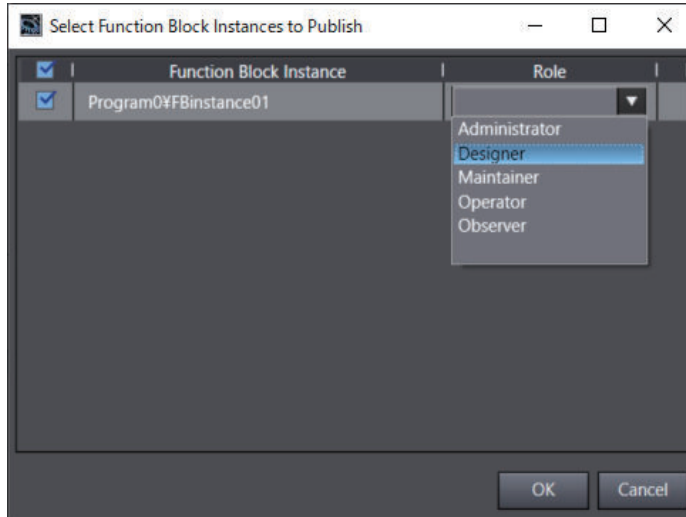 Select Function Block Instances to Publish
Function Block Instance Role
Program0¥FBinstance01
Administrator
Designer
Maintainer
Operator
Observer
OK Cancel